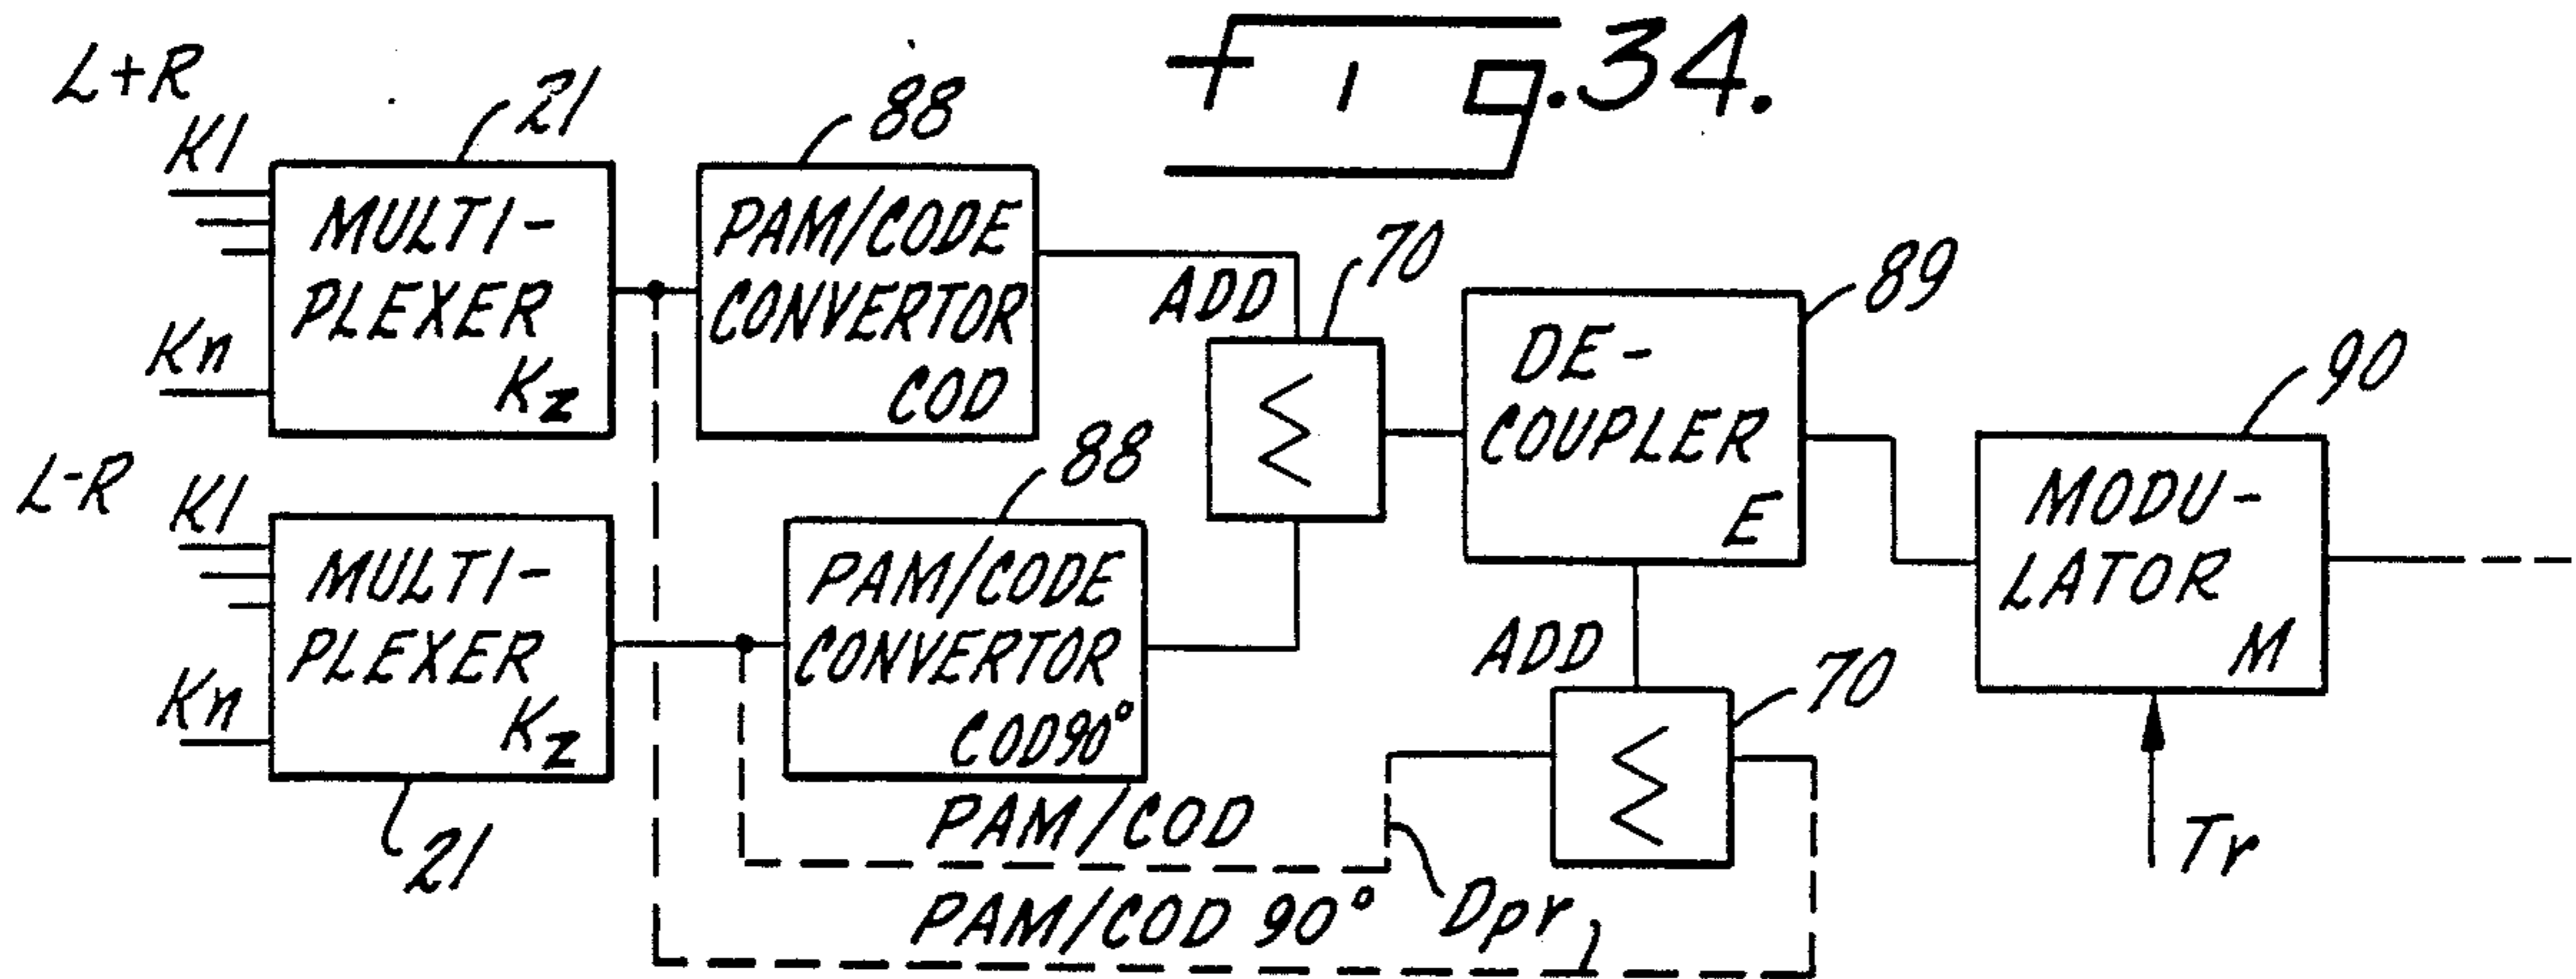 Fig.34.
L+R
K1
Kn
21
MULTI-
PLEXER
Kz
88
PAM/CODE
CONVERTOR
COD
ADD
70
Σ
89
DE-
COUPLER
E
90
MODU-
LATOR
M
Tr
L-R
K1
Kn
MULTI-
PLEXER
Kz
21
88
PAM/CODE
CONVERTOR
COD90°
ADD
70
Σ
PAM/COD
PAM/COD 90°
Dpr